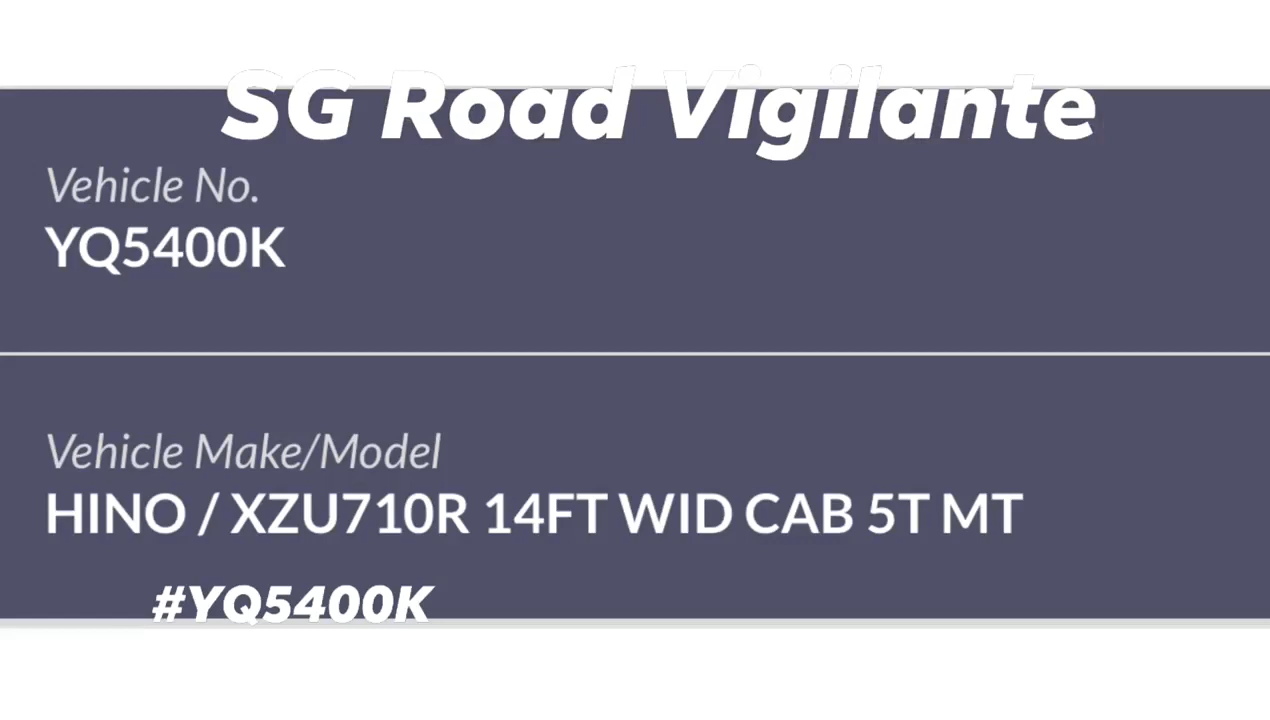 SG Road Vigilante
Vehicle No.
YQ5400K
Vehicle Make/Model
HINO / XZU710R 14FT WID CAB 5T MT
#YQ5400K